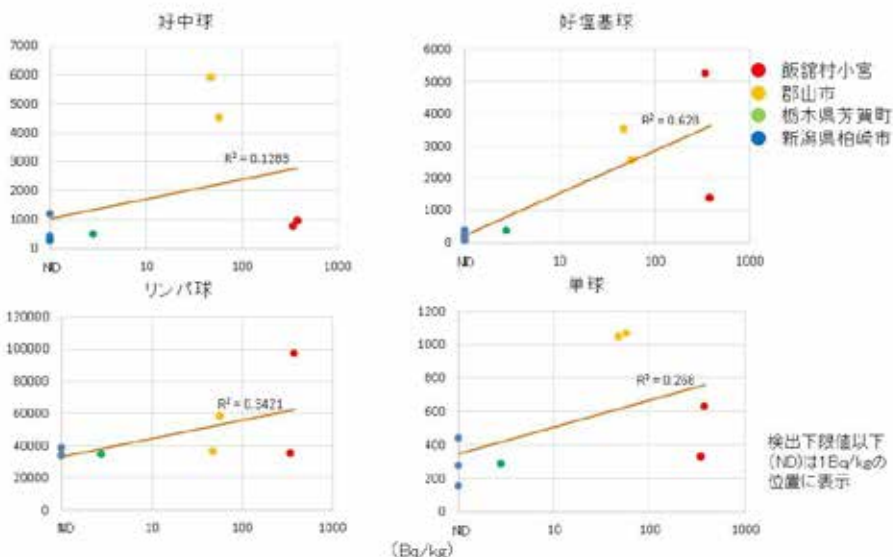 好中球
7000
6000
5000
4000
3000
2000
1000
0
R² = 0.1283
ND 10 100 1000
好塩基球
6000
5000
4000
3000
2000
1000
0
R² = 0.628
ND 10 100 1000
飯舘村小宮
郡山市
栃木県芳賀町
新潟県柏崎市
リンパ球
120000
100000
80000
60000
40000
20000
0
R² = 0.3421
ND 10 100 1000
単球
1200
1000
800
600
400
200
0
R² = 0.268
ND 10 100 1000
検出下限値以下
(ND)は1Bq/kgの
位置に表示
(Bq/kg)